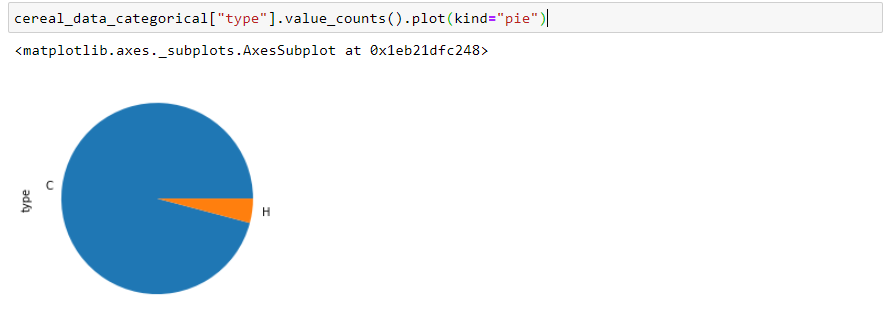 cereal_data_categorical["type"].value_counts().plot(kind="pie")
<matplotlib.axes._subplots.AxesSubplot at 0x1eb21dfc248>
C
type
H